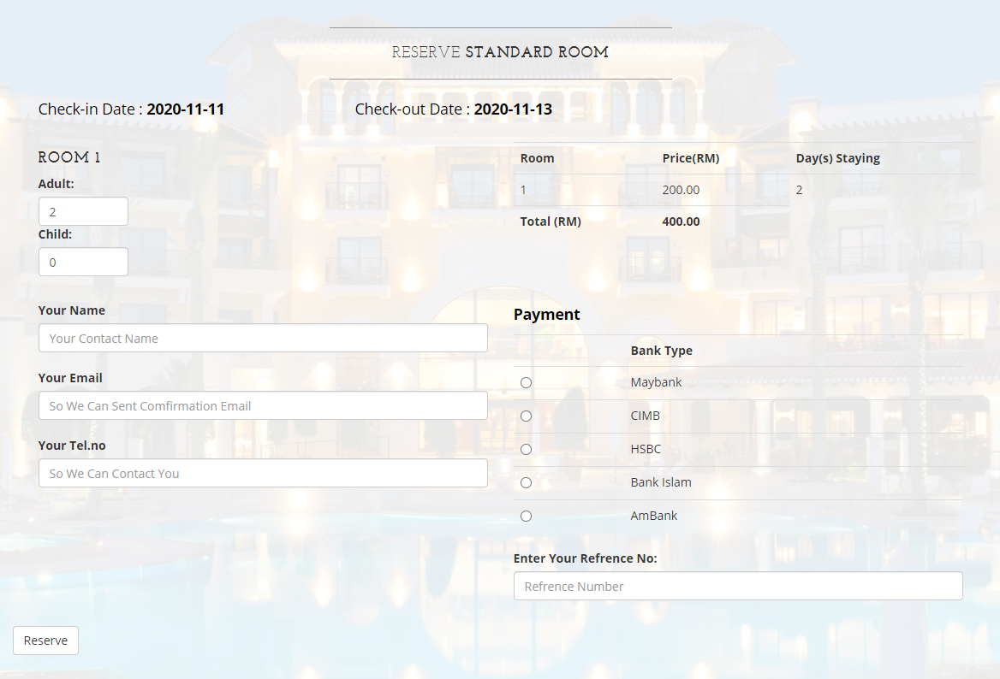 RESERVE STANDARD ROOM
Check-in Date : 2020-11-11 Check-out Date : 2020-11-13
ROOM 1
Adult:
2
Child:
0
Room Price(RM) Day(s) Staying
1 200.00 2
Total (RM) 400.00
Your Name
Your Contact Name
Your Email
So We Can Sent Comfirmation Email
Your Tel.no
So We Can Contact You
Payment
Bank Type
Maybank
CIMB
HSBC
Bank Islam
AmBank
Enter Your Refrence No:
Refrence Number
Reserve